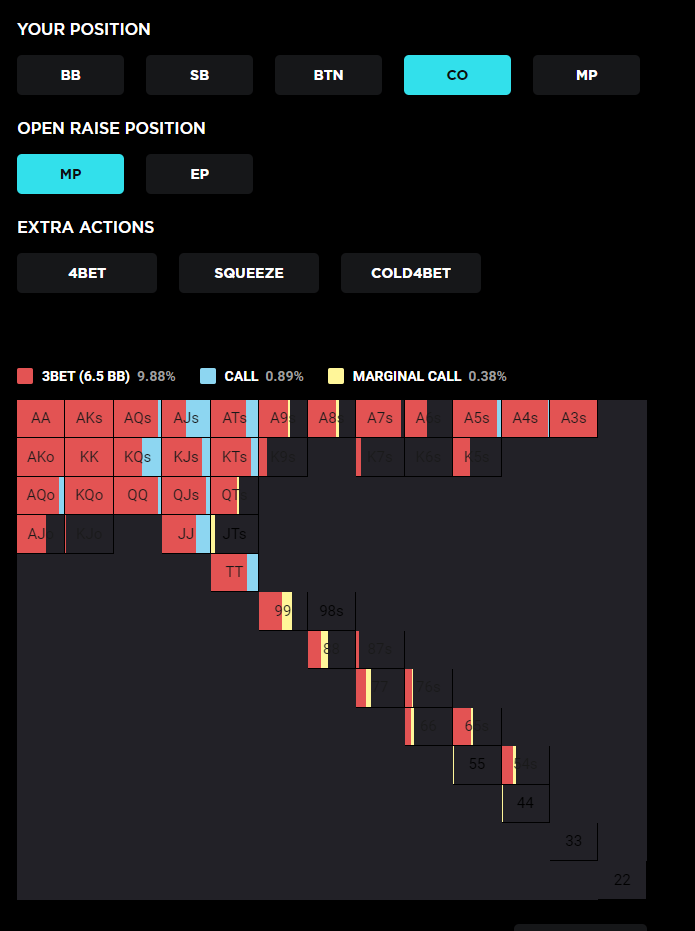 YOUR POSITION
BB SB BTN CO MP
OPEN RAISE POSITION
MP EP
EXTRA ACTIONS
4BET SQUEEZE COLD4BET
3BET (6.5 BB) 9.88% CALL 0.89% MARGINAL CALL 0.38%
AA AKs AQs AJs ATs A9s A8s A7s A6s A5s A4s A3s
AKo KK KQs KJs KTs K9s K7s K6s K5s
AQo KQo QQ QJs QTs
AJo KJo JJ JTs
TT
99 98s
88 87s
77 76s
66 65s
55 54s
44
33
22